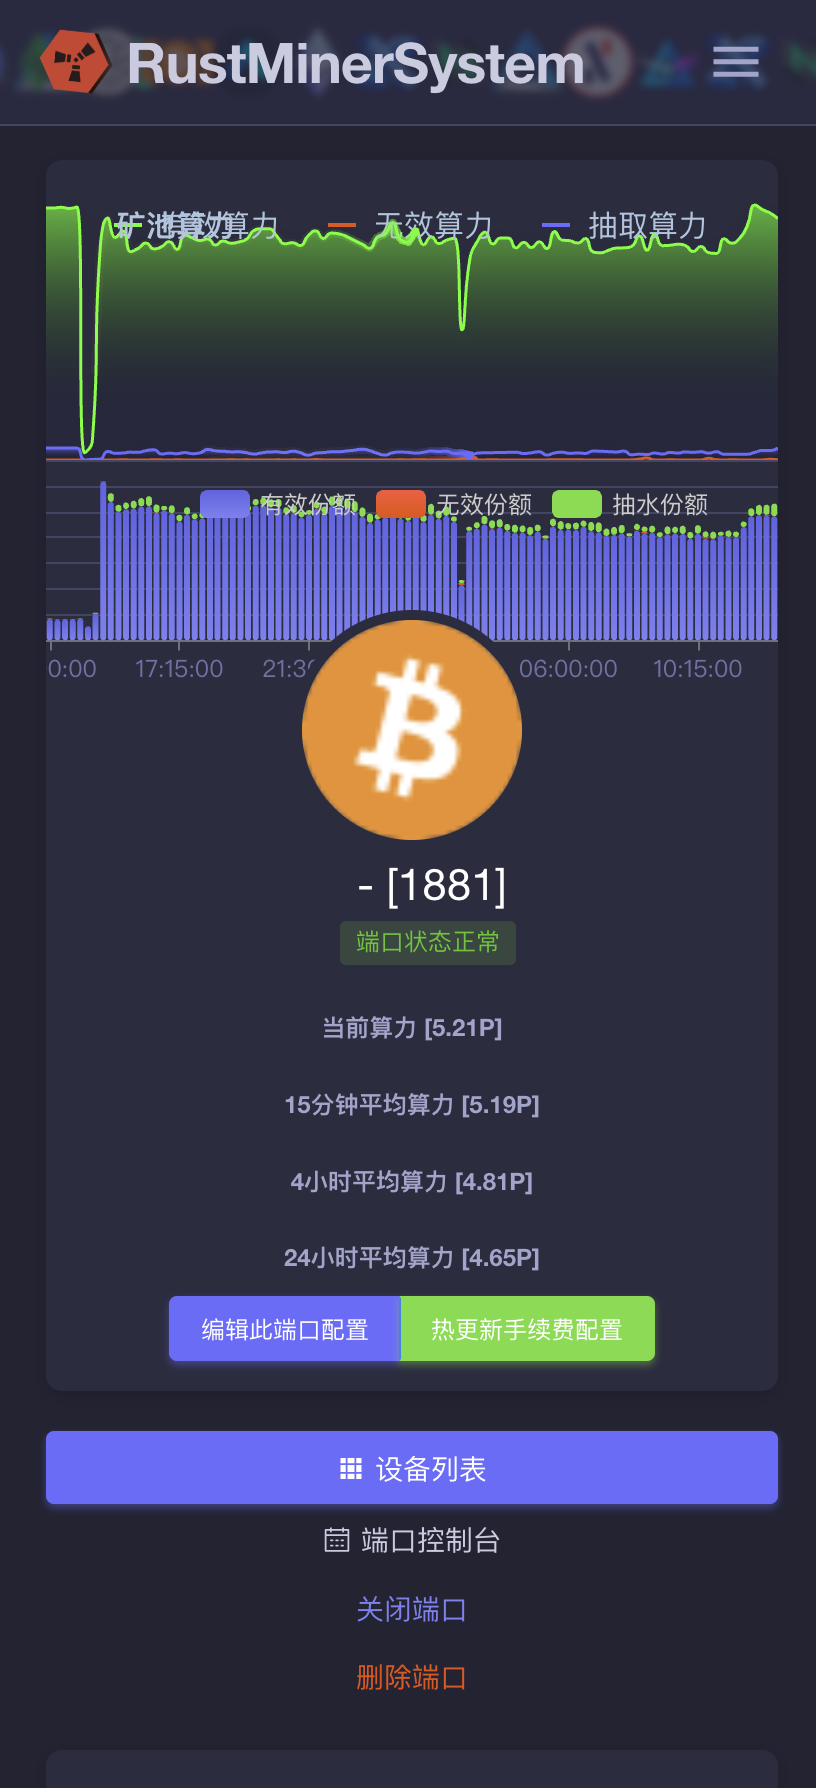 RustMinerSystem
矿池算力 有效算力 无效算力 抽取算力
有效份额 无效份额 抽水份额
0:00 17:15:00 21:30 06:00:00 10:15:00
- [1881]
端口状态正常
当前算力 [5.21P]
15分钟平均算力 [5.19P]
4小时平均算力 [4.81P]
24小时平均算力 [4.65P]
编辑此端口配置 热更新手续费配置
设备列表
端口控制台
关闭端口
删除端口